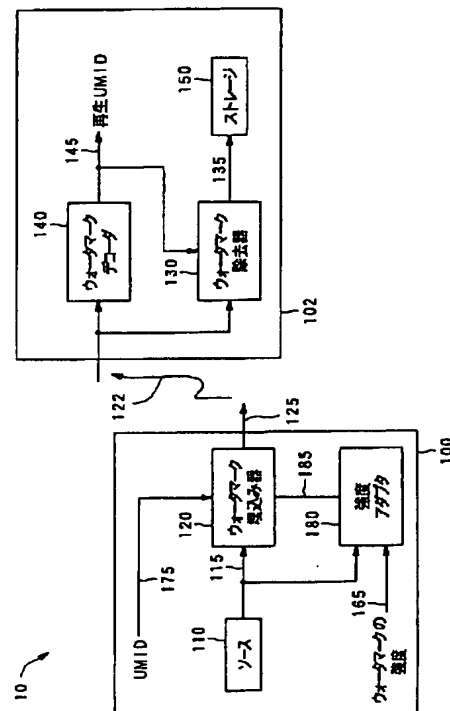 10
UMID
175
ソース
110
115
120
ウォータマーク
埋込み器
125
185
180
強度
アダプタ
165
ウォータマークの
強度
100
122
140
ウォータマーク
デコーダ
145
再生UMID
130
ウォータマーク
除去器
135
150
ストレージ
102